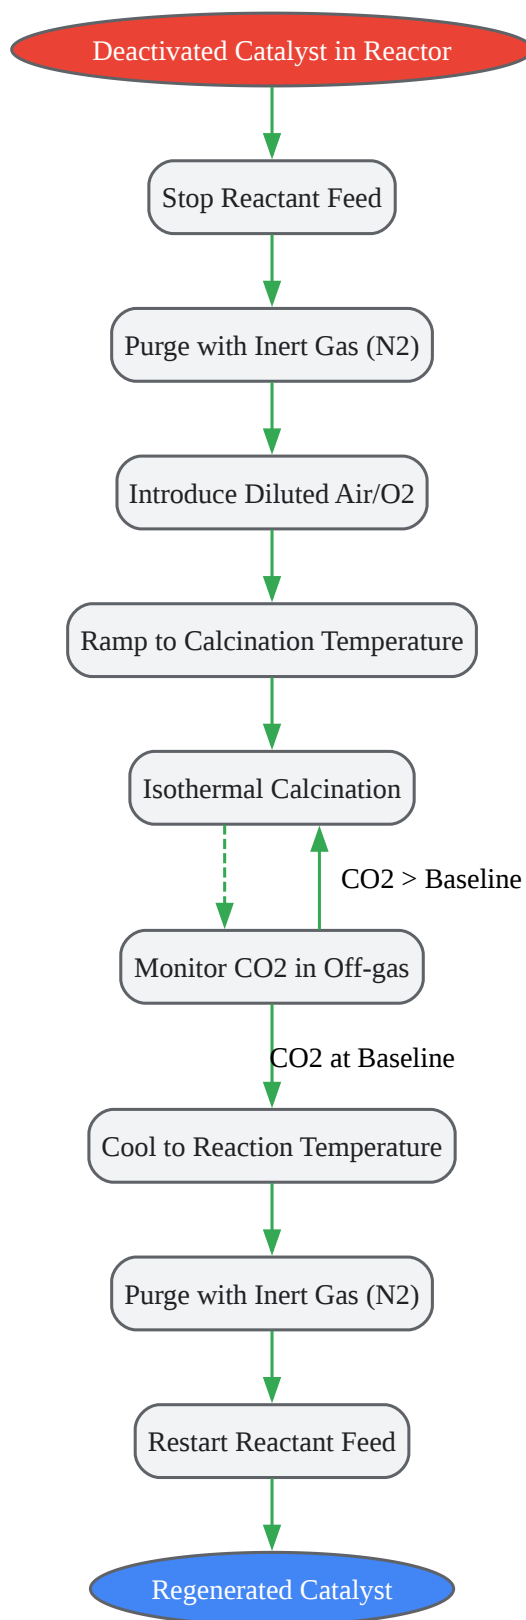 Deactivated Catalyst in Reactor
Stop Reactant Feed
Purge with Inert Gas (N2)
Introduce Diluted Air/O2
Ramp to Calcination Temperature
Isothermal Calcination
CO2 > Baseline
Monitor CO2 in Off-gas
CO2 at Baseline
Cool to Reaction Temperature
Purge with Inert Gas (N2)
Restart Reactant Feed
Regenerated Catalyst